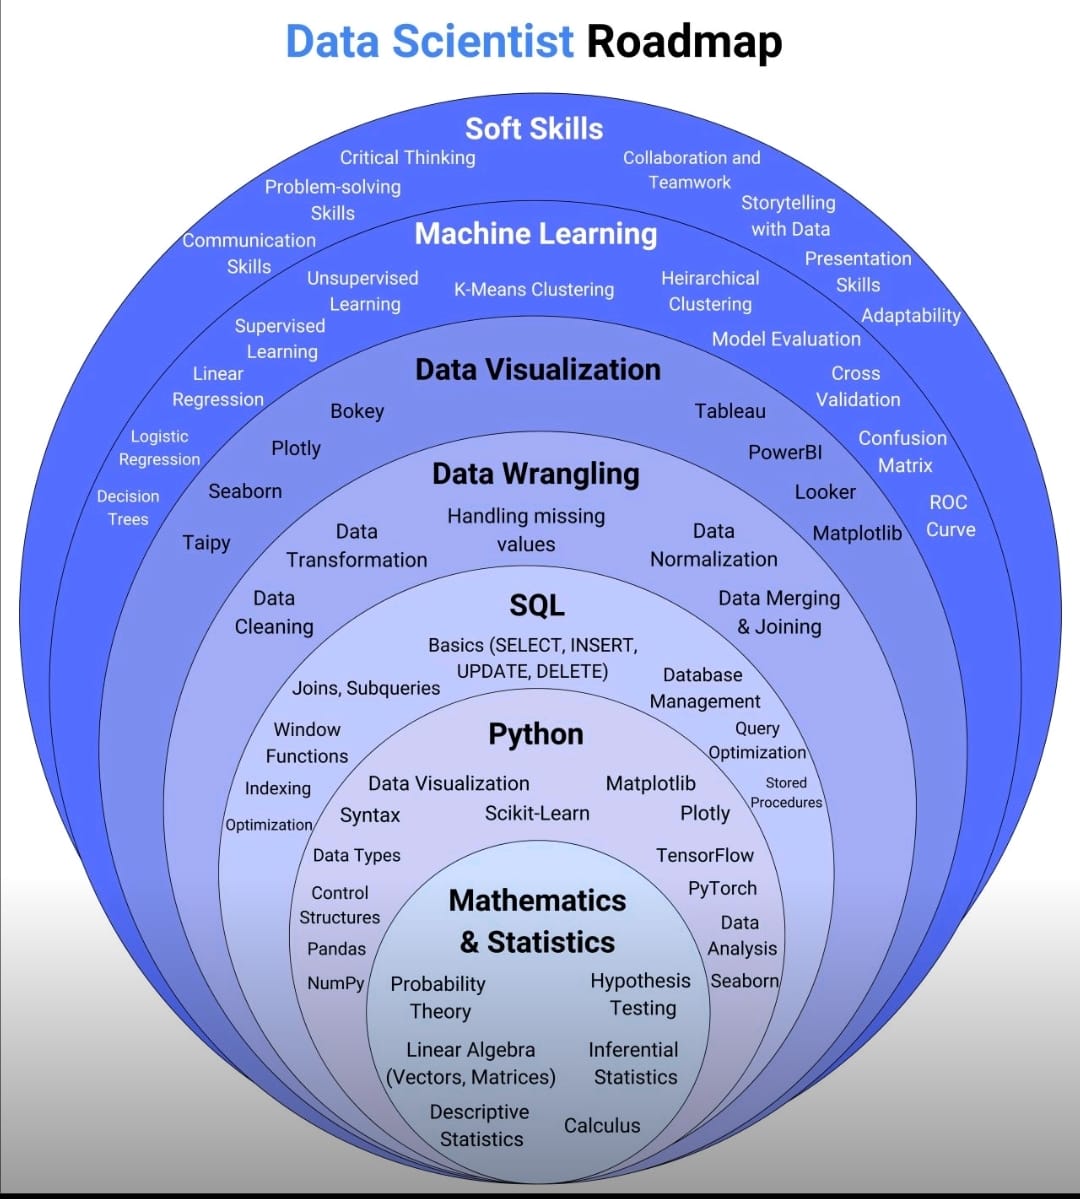 Data Scientist Roadmap
Soft Skills
Critical Thinking
Problem-solving
Skills
Communication
Skills
Collaboration and
Teamwork
Storytelling
with Data
Presentation
Skills
Adaptability
Machine Learning
Unsupervised
Learning
K-Means Clustering
Heirarchical
Clustering
Supervised
Learning
Model Evaluation
Linear
Regression
Cross
Validation
Logistic
Regression
Confusion
Matrix
Decision
Trees
ROC
Curve
Data Visualization
Bokey
Tableau
Plotly
PowerBI
Seaborn
Looker
Taipy
Matplotlib
Data Wrangling
Handling missing
values
Data
Transformation
Data
Normalization
Data
Cleaning
Data Merging
& Joining
SQL
Basics (SELECT, INSERT,
UPDATE, DELETE)
Joins, Subqueries
Database
Management
Window
Functions
Query
Optimization
Indexing
Stored
Procedures
Optimization
Python
Data Visualization
Matplotlib
Syntax
Scikit-Learn
Plotly
Data Types
TensorFlow
Control
Structures
PyTorch
Pandas
Data
Analysis
NumPy
Seaborn
Mathematics
& Statistics
Probability
Theory
Hypothesis
Testing
Linear Algebra
(Vectors, Matrices)
Inferential
Statistics
Descriptive
Statistics
Calculus